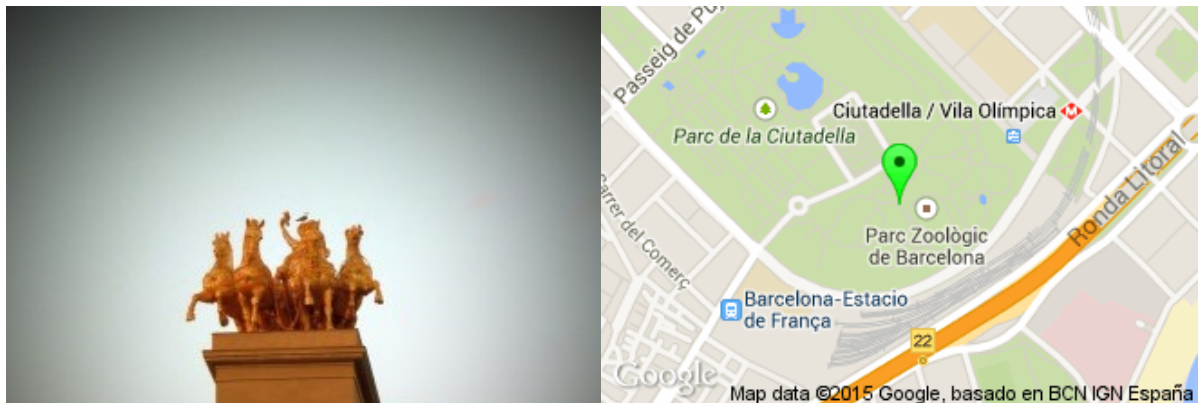 Passeig de Pu
Ciutadella / Vila Olímpica
Parc de la Ciutadella
Ronda Litoral
Carrer del Comerç
Parc Zoològic
de Barcelona
Barcelona-Estacio
de França
22
Google
Map data ©2015 Google, basado en BCN IGN España